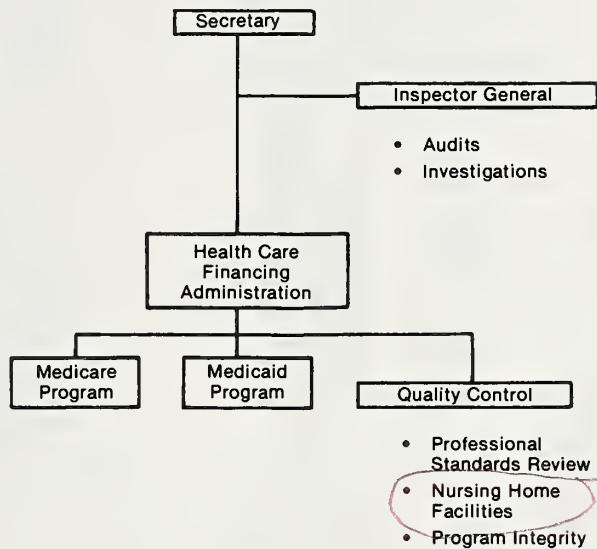 Secretary
Inspector General
• Audits
• Investigations
Health Care
Financing
Administration
Medicare
Program
Medicaid
Program
Quality Control
• Professional
Standards Review
• Nursing Home
Facilities
• Program Integrity